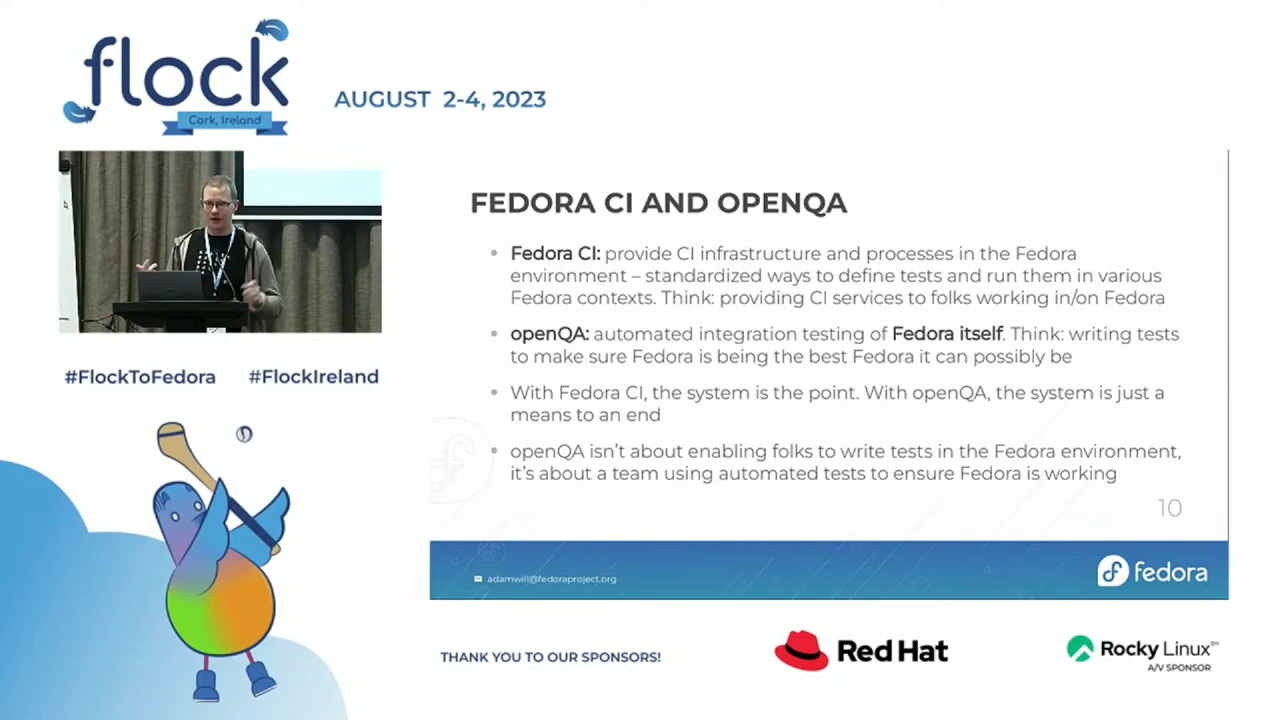 flock
Cork, Ireland
AUGUST 2-4, 2023
#FlockToFedora #FlockIreland
FEDORA CI AND OPENQA
• Fedora CI: provide CI infrastructure and processes in the Fedora
environment – standardized ways to define tests and run them in various
Fedora contexts. Think: providing CI services to folks working in/on Fedora
• openQA: automated integration testing of Fedora itself. Think: writing tests
to make sure Fedora is being the best Fedora it can possibly be
• With Fedora CI, the system is the point. With openQA, the system is just a
means to an end
• openQA isn't about enabling folks to write tests in the Fedora environment,
it's about a team using automated tests to ensure Fedora is working
10
adamwill@fedoraproject.org
fedora
THANK YOU TO OUR SPONSORS!
Red Hat
Rocky Linux™
A/V SPONSOR